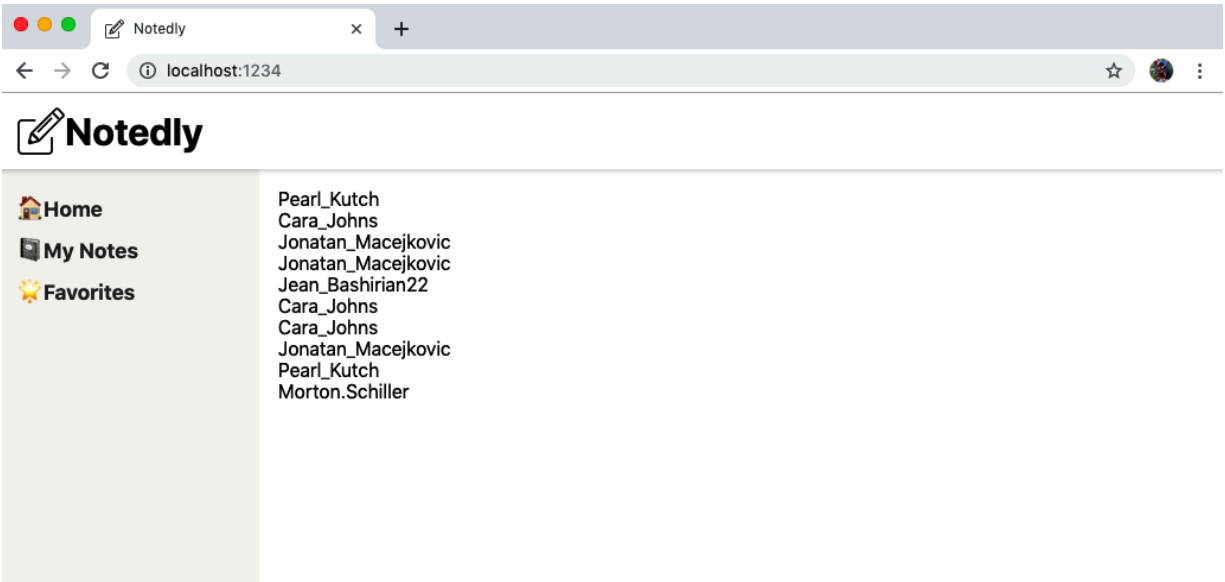 Notedly
localhost:1234
Notedly
Home
My Notes
Favorites
Pearl_Kutch
Cara_Johns
Jonatan_Macejkovic
Jonatan_Macejkovic
Jean_Bashirian22
Cara_Johns
Cara_Johns
Jonatan_Macejkovic
Pearl_Kutch
Morton.Schiller